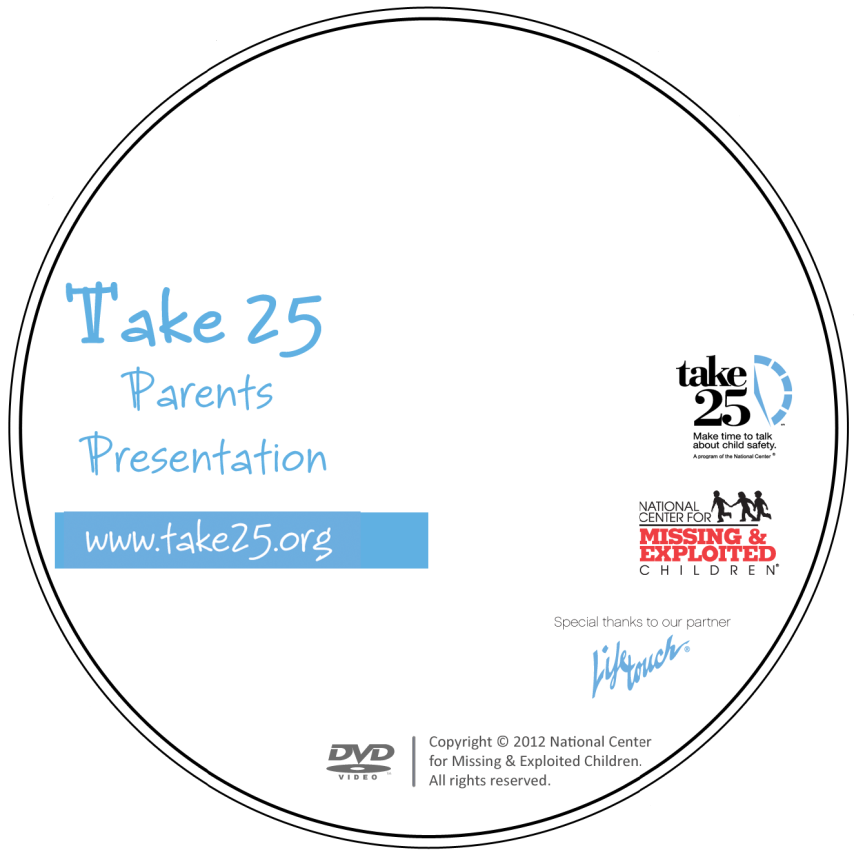 Take 25
Parents
Presentation
www.take25.org
take
25
Make time to talk
about child safety.
A program of the National Center ®
NATIONAL
CENTER FOR
MISSING &
EXPLOITED
CHILDREN®
Special thanks to our partner
Lifetouch®
DVD
VIDEO
Copyright © 2012 National Center
for Missing & Exploited Children.
All rights reserved.